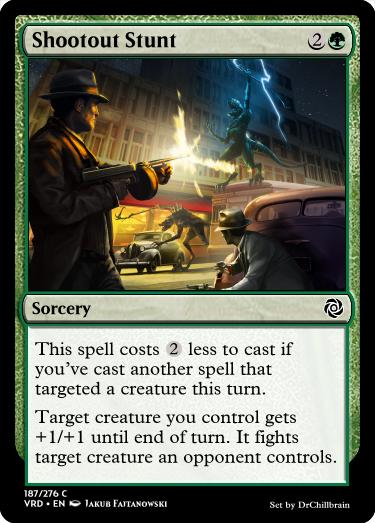 Shootout Stunt 2
Sorcery
This spell costs 2 less to cast if
you've cast another spell that
targeted a creature this turn.
Target creature you control gets
+1/+1 until end of turn. It fights
target creature an opponent controls.
187/276 C
VRD • EN Jakub Fajtanowski
Set by DrChillbrain